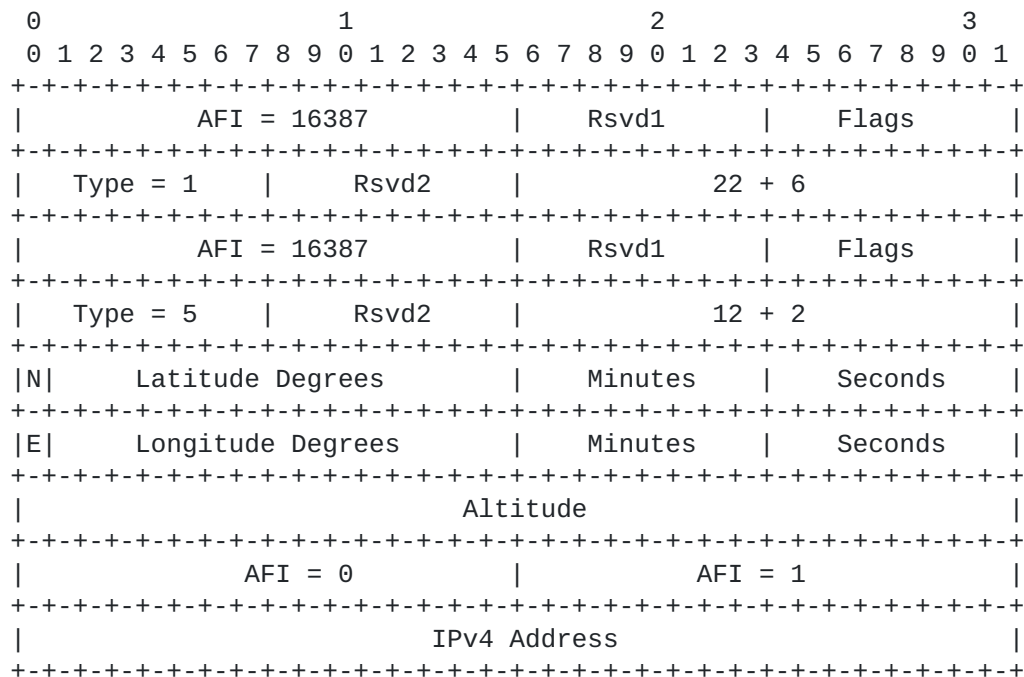 0                   1                   2                   3
 0 1 2 3 4 5 6 7 8 9 0 1 2 3 4 5 6 7 8 9 0 1 2 3 4 5 6 7 8 9 0 1
+-+-+-+-+-+-+-+-+-+-+-+-+-+-+-+-+-+-+-+-+-+-+-+-+-+-+-+-+-+-+-+-+
|           AFI = 16387         |    Rsvd1      |    Flags      |
+-+-+-+-+-+-+-+-+-+-+-+-+-+-+-+-+-+-+-+-+-+-+-+-+-+-+-+-+-+-+-+-+
|   Type = 1    |     Rsvd2     |            22 + 6             |
+-+-+-+-+-+-+-+-+-+-+-+-+-+-+-+-+-+-+-+-+-+-+-+-+-+-+-+-+-+-+-+-+
|           AFI = 16387         |    Rsvd1      |    Flags      |
+-+-+-+-+-+-+-+-+-+-+-+-+-+-+-+-+-+-+-+-+-+-+-+-+-+-+-+-+-+-+-+-+
|   Type = 5    |     Rsvd2     |            12 + 2             |
+-+-+-+-+-+-+-+-+-+-+-+-+-+-+-+-+-+-+-+-+-+-+-+-+-+-+-+-+-+-+-+-+
|N|     Latitude Degrees        |    Minutes    |    Seconds    |
+-+-+-+-+-+-+-+-+-+-+-+-+-+-+-+-+-+-+-+-+-+-+-+-+-+-+-+-+-+-+-+-+
|E|     Longitude Degrees       |    Minutes    |    Seconds    |
+-+-+-+-+-+-+-+-+-+-+-+-+-+-+-+-+-+-+-+-+-+-+-+-+-+-+-+-+-+-+-+-+
|                            Altitude                           |
+-+-+-+-+-+-+-+-+-+-+-+-+-+-+-+-+-+-+-+-+-+-+-+-+-+-+-+-+-+-+-+-+
|              AFI = 0          |           AFI = 1             |
+-+-+-+-+-+-+-+-+-+-+-+-+-+-+-+-+-+-+-+-+-+-+-+-+-+-+-+-+-+-+-+-+
|                          IPv4 Address                         |
+-+-+-+-+-+-+-+-+-+-+-+-+-+-+-+-+-+-+-+-+-+-+-+-+-+-+-+-+-+-+-+-+